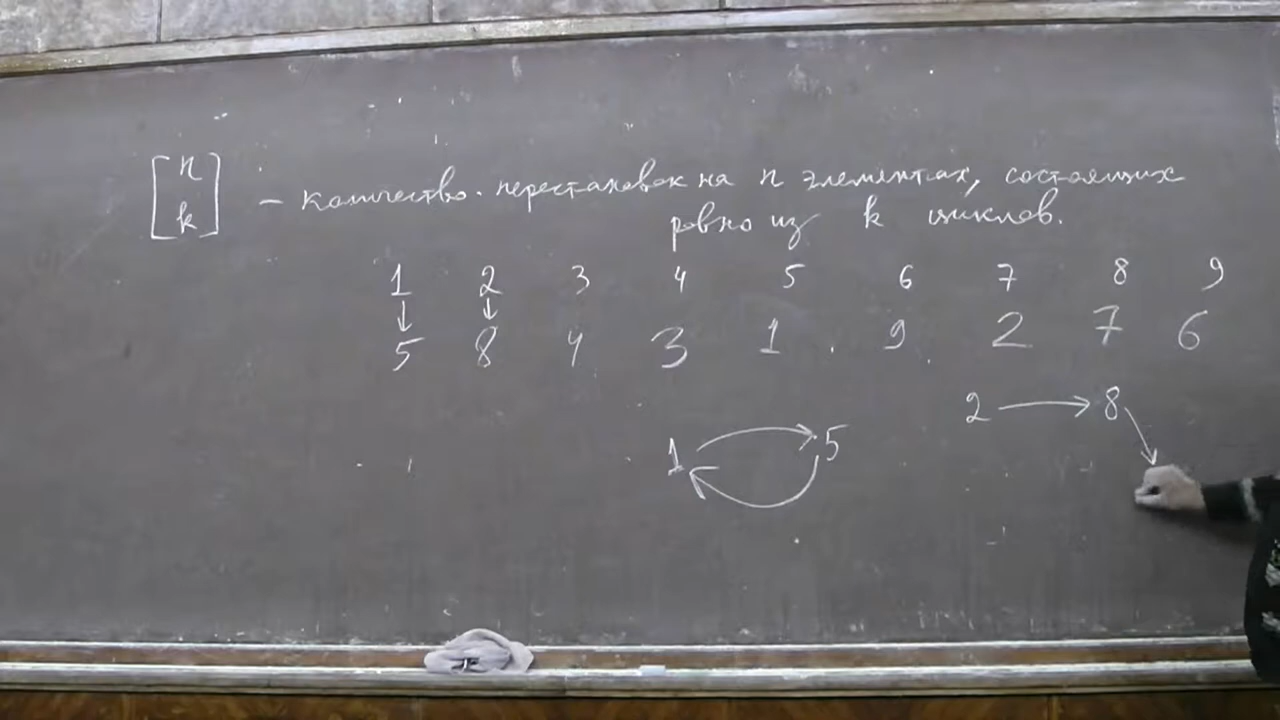 [n k] – количество перестановок на n элементах, состоящих
ровно из k циклов.
1 2 3 4 5 6 7 8 9
↓ ↓
5 8 4 3 1 9 2 7 6
2 → 8
1 5